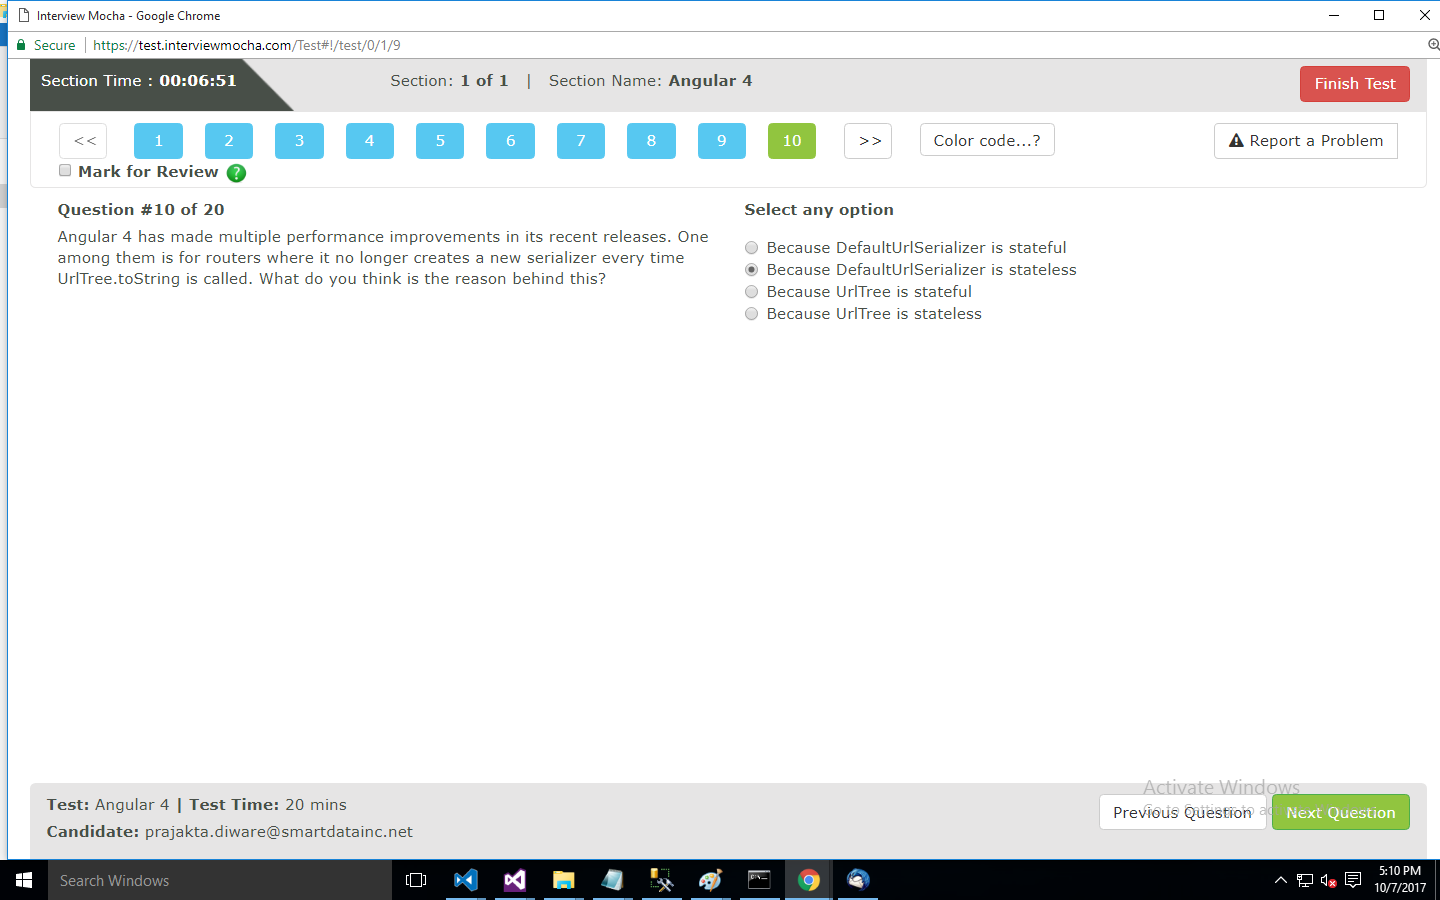 Interview Mocha - Google Chrome
Secure https://test.interviewmocha.com/Test#!/test/0/1/9
Section Time : 00:06:51 Section: 1 of 1 | Section Name: Angular 4 Finish Test
<< 1 2 3 4 5 6 7 8 9 10 >> Color code...? Report a Problem
Mark for Review ?
Question #10 of 20
Angular 4 has made multiple performance improvements in its recent releases. One
among them is for routers where it no longer creates a new serializer every time
UrlTree.toString is called. What do you think is the reason behind this?
Select any option
Because DefaultUrlSerializer is stateful
Because DefaultUrlSerializer is stateless
Because UrlTree is stateful
Because UrlTree is stateless
Test: Angular 4 | Test Time: 20 mins
Candidate: prajakta.diware@smartdatainc.net
Activate Windows
Go to Settings to
Previous Question Next Question
Search Windows
5:10 PM
10/7/2017